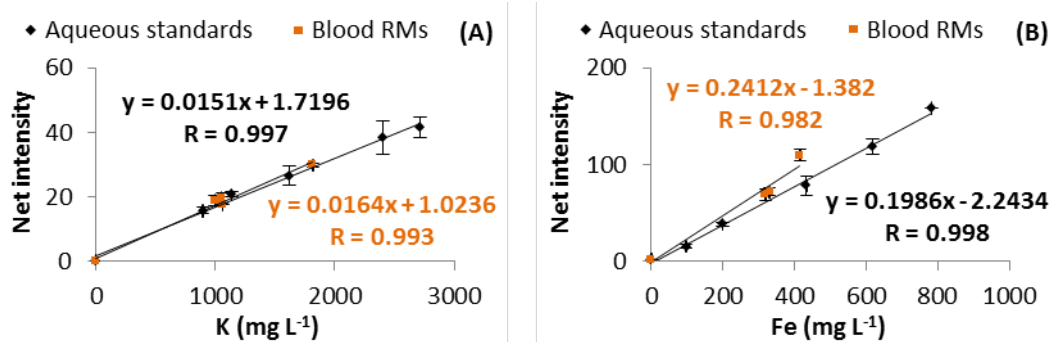 Aqueous standards Blood RMs (A)
60
y = 0.0151x + 1.7196
R = 0.997
40
Net intensity
20
y = 0.0164x + 1.0236
R = 0.993
0
0 1000 2000 3000
K (mg L⁻¹)
Aqueous standards Blood RMs (B)
200
y = 0.2412x - 1.382
R = 0.982
Net intensity
100
y = 0.1986x - 2.2434
R = 0.998
0
0 200 400 600 800 1000
Fe (mg L⁻¹)